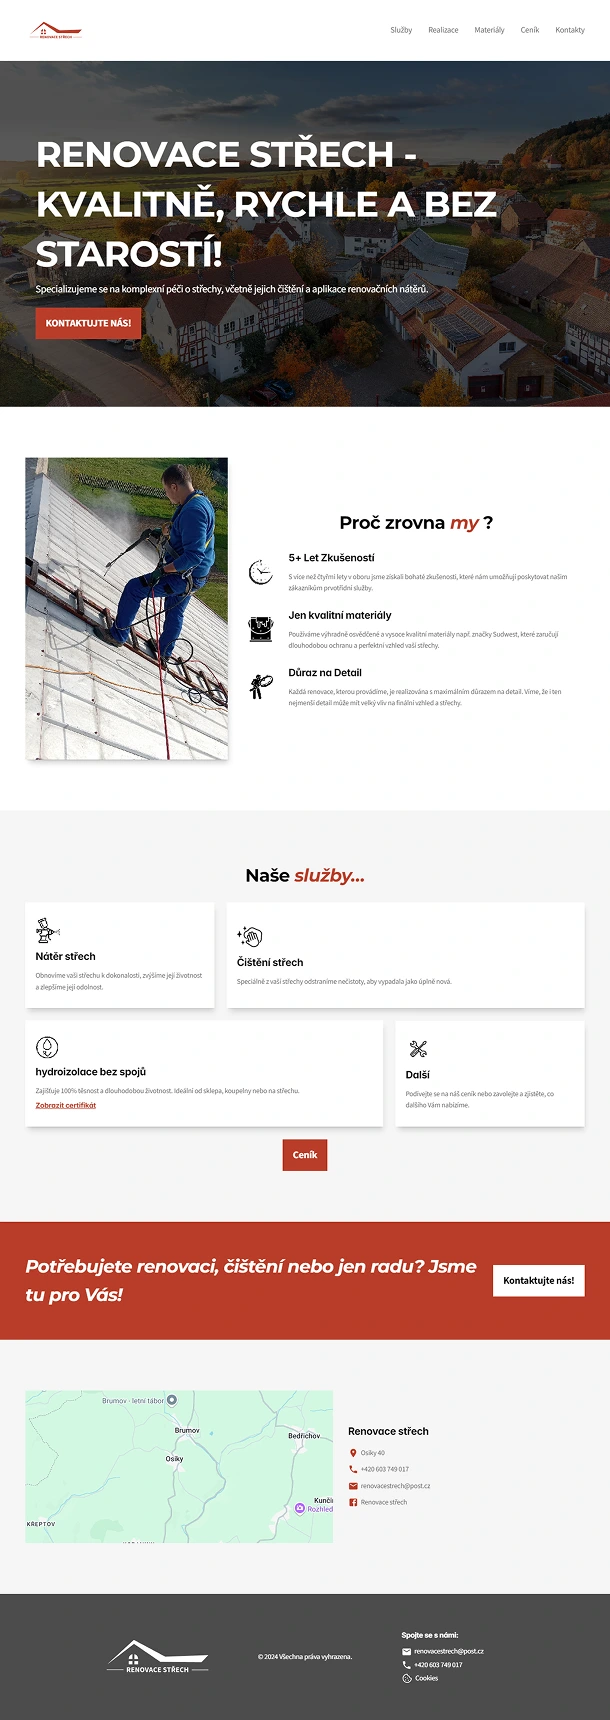 RENOVACE STŘECH
Služby
Realizace
Materiály
Ceník
Kontakty
RENOVACE STŘECH -
KVALITNĚ, RYCHLE A BEZ
STAROSTÍ!
Specializujeme se na komplexní péči o střechy, včetně jejich čištění a aplikace renovačních nátěrů.
KONTAKTUJTE NÁS!
Proč zrovna my ?
5+ Let Zkušeností
S více než čtyřmi lety v oboru jsme získali bohaté zkušenosti, které nám umožňují poskytovat našim
zákazníkům prvotřídní služby.
Jen kvalitní materiály
Používáme výhradně osvědčené a vysoce kvalitní materiály např. značky Sudwest, které zaručují
dlouhodobou ochranu a perfektní vzhled vaší střechy.
Důraz na Detail
Každá renovace, kterou provádíme, je realizována s maximálním důrazem na detail. Víme, že i ten
nejmenší detail může mít velký vliv na finální vzhled a střechy.
Naše služby...
Nátěr střech
Obnovíme vaši střechu k dokonalosti, zvýšíme její životnost
a zlepšíme její odolnost.
Čištění střech
Speciálně z vaší střechy odstraníme nečistoty, aby vypadala jako úplně nová.
hydroizolace bez spojů
Zajišťuje 100% těsnost a dlouhodobou životnost. Ideální od sklepa, koupelny nebo na střechu.
Zobrazit certifikát
Další
Podívejte se na náš ceník nebo zavolejte a zjistěte, co
dalšího Vám nabízíme.
Ceník
Potřebujete renovaci, čištění nebo jen radu? Jsme
tu pro Vás!
Kontaktujte nás!
Brumov - letní tábor
Brumov
Bedřichov
Osiky
Kunčí
Rozhled
KŘEPTOV
Renovace střech
Osiky 40
+420 603 749 017
renovacestrech@post.cz
Renovace střech
RENOVACE STŘECH
© 2024 Všechna práva vyhrazena.
Spojte se s námi:
renovacestrech@post.cz
+420 603 749 017
Cookies